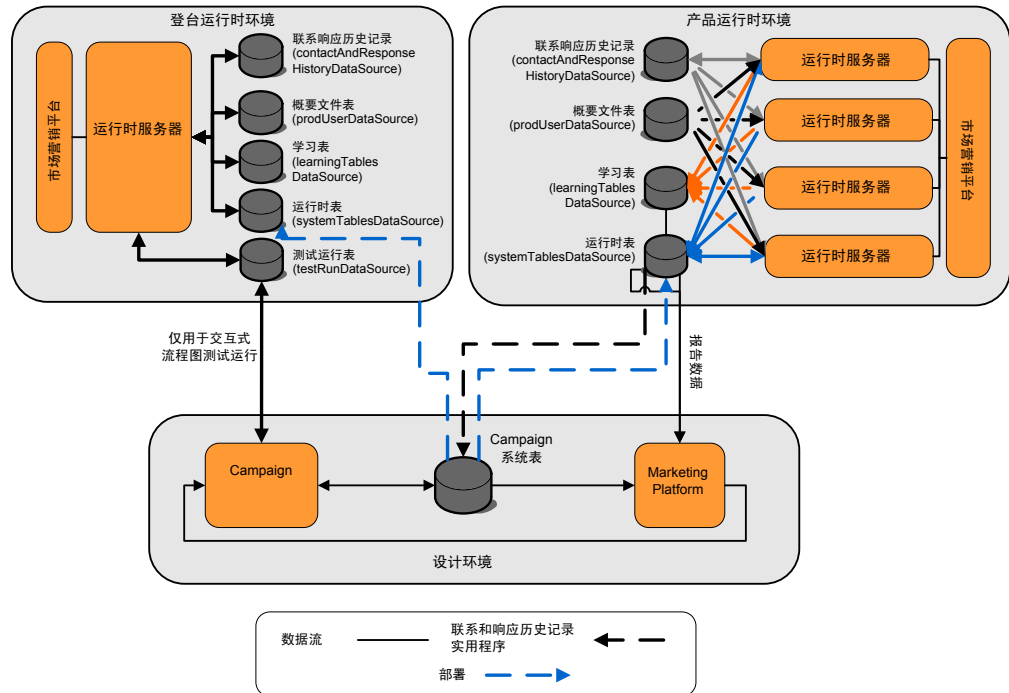 登台运行时环境
市场营销平台
运行时服务器
联系响应历史记录
(contactAndResponse
HistoryDataSource)
概要文件表
(prodUserDataSource)
学习表
(learningTables
DataSource)
运行时表
(systemTablesDataSource)
测试运行表
(testRunDataSource)
产品运行时环境
联系响应历史记录
(contactAndResponse
HistoryDataSource)
概要文件表
(prodUserDataSource)
学习表
(learningTables
DataSource)
运行时表
(systemTablesDataSource)
运行时服务器
运行时服务器
运行时服务器
运行时服务器
市场营销平台
仅用于交互式
流程图测试运行
报告数据
Campaign
Campaign
系统表
Marketing
Platform
设计环境
数据流
联系和响应历史记录
实用程序
部署